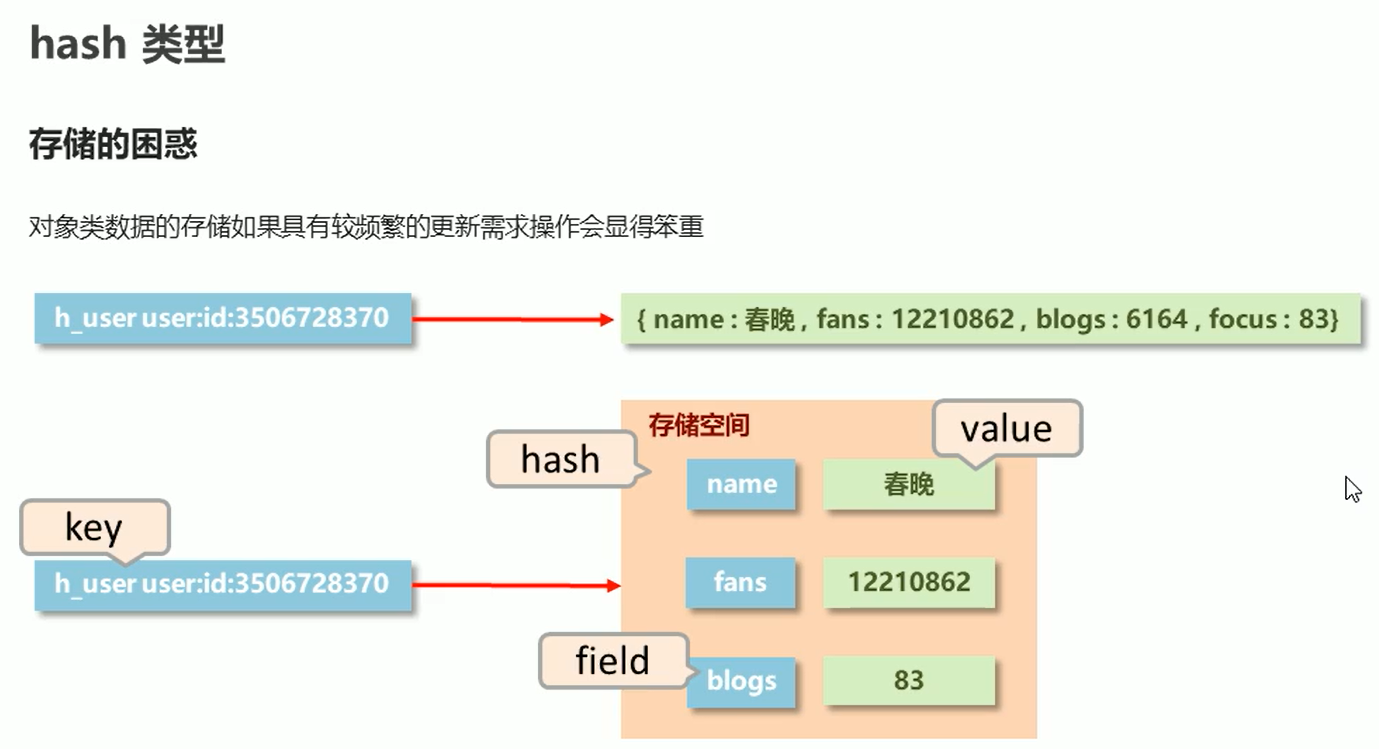 hash 类型
存储的困惑
对象类数据的存储如果具有较频繁的更新需求操作会显得笨重
h_user user:id:3506728370
{ name : 春晚 , fans : 12210862 , blogs : 6164 , focus : 83}
存储空间
value
hash
name
春晚
key
h_user user:id:3506728370
fans
12210862
field
blogs
83